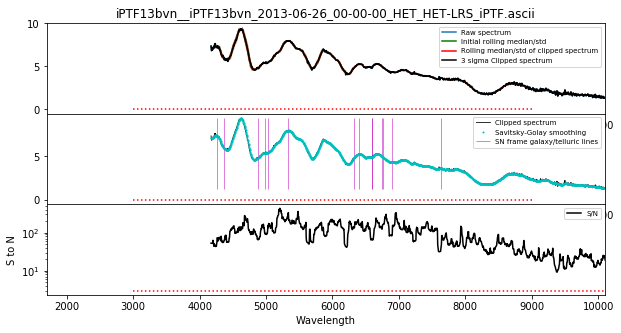 iPTF13bvn__iPTF13bvn_2013-06-26_00-00-00_HET_HET-LRS_iPTF.ascii
10
5
0
Raw spectrum
Initial rolling median/std
Rolling median/std of clipped spectrum
3 sigma Clipped spectrum
5
0
Clipped spectrum
Savitsky-Golay smoothing
SN frame galaxy/telluric lines
S to N
10²
10¹
S/N
2000 3000 4000 5000 6000 7000 8000 9000 10000
Wavelength